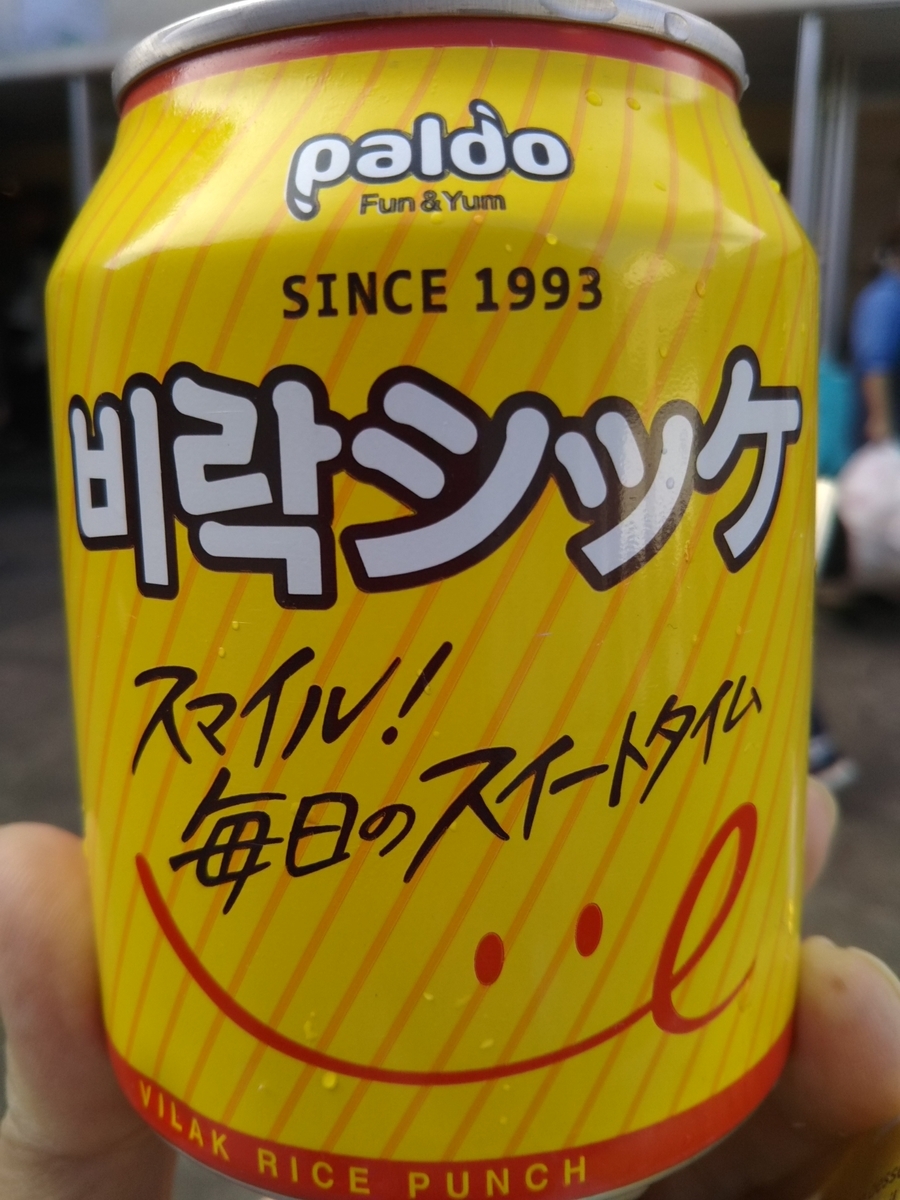 paldo
Fun & Yum
SINCE 1993
비락シッケ
スマイル!
毎日のスイートタイム
VILAK RICE PUNCH